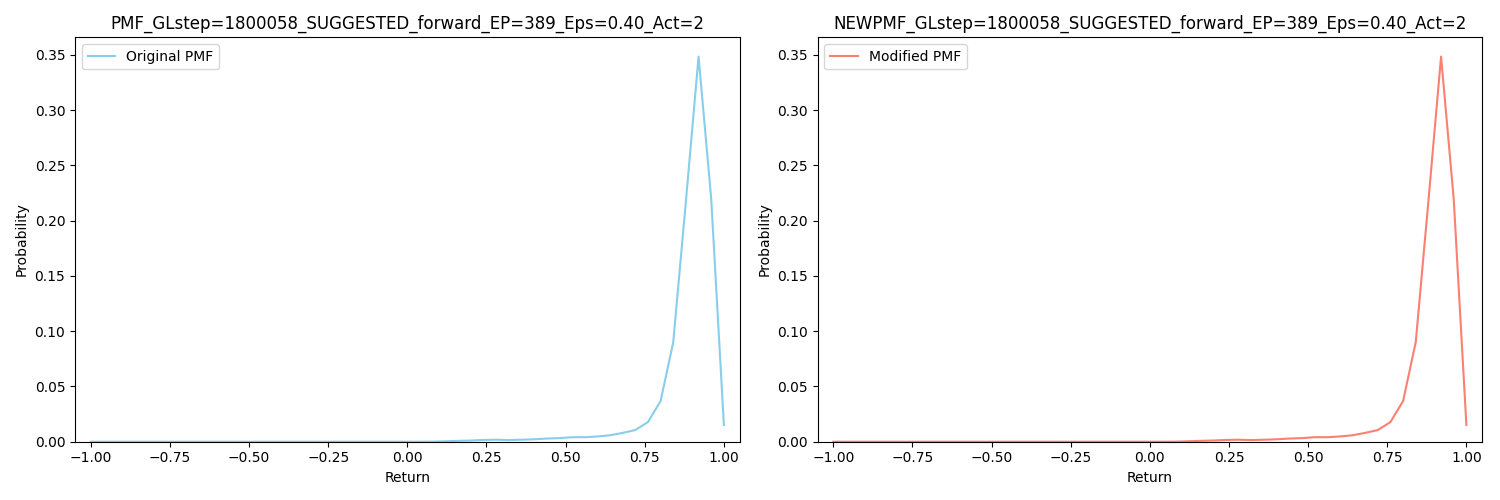 PMF_GLstep=1800058_SUGGESTED_forward_EP=389_Eps=0.40_Act=2
Original PMF
0.35
0.30
0.25
0.20
0.15
0.10
0.05
0.00
Probability
−1.00 −0.75 −0.50 −0.25 0.00 0.25 0.50 0.75 1.00
Return
NEWPMF_GLstep=1800058_SUGGESTED_forward_EP=389_Eps=0.40_Act=2
Modified PMF
0.35
0.30
0.25
0.20
0.15
0.10
0.05
0.00
Probability
−1.00 −0.75 −0.50 −0.25 0.00 0.25 0.50 0.75 1.00
Return